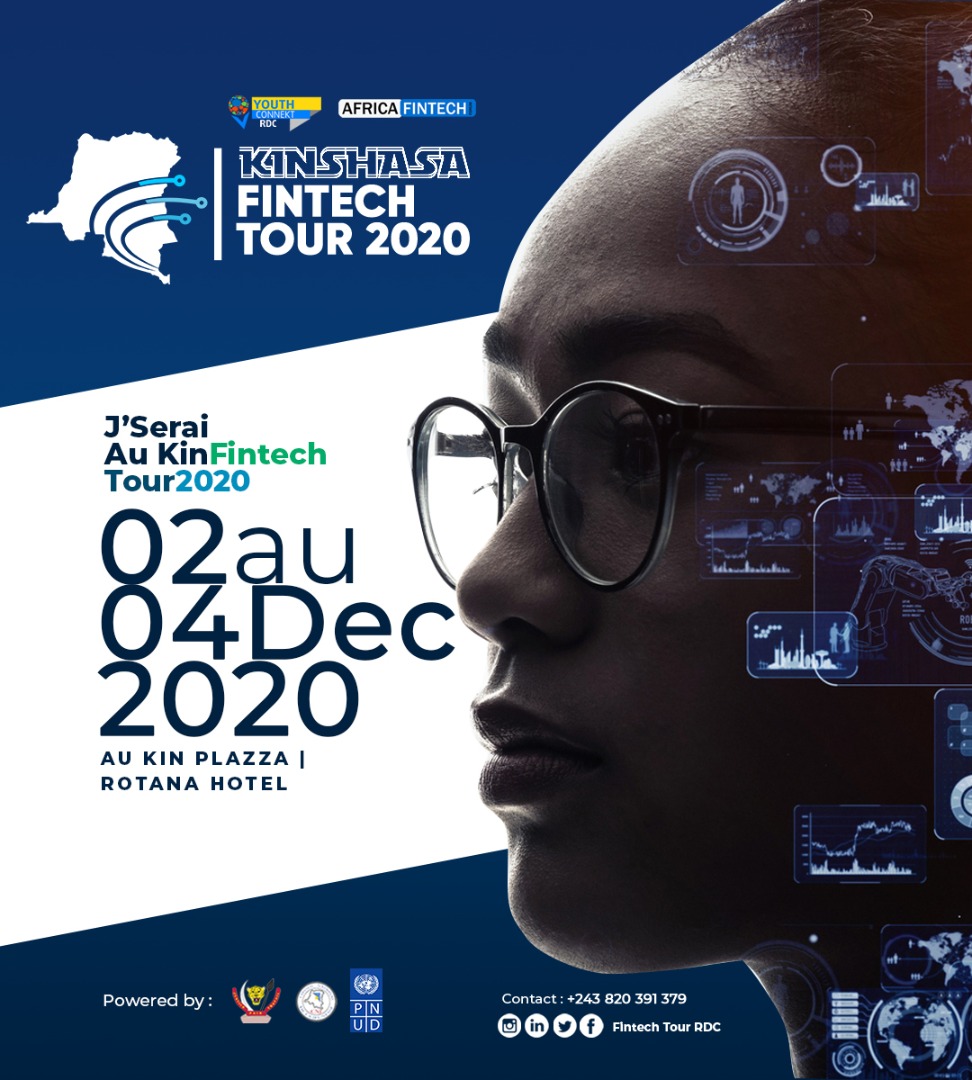 YOUTH
CONNEKT
RDC
AFRICA FINTECH
KINSHASA
FINTECH
TOUR 2020
J'Serai
Au KinFintech
Tour2020
02au
04Dec
2020
AU KIN PLAZZA |
ROTANA HOTEL
Powered by :
P N
U D
Contact : +243 820 391 379
Fintech Tour RDC